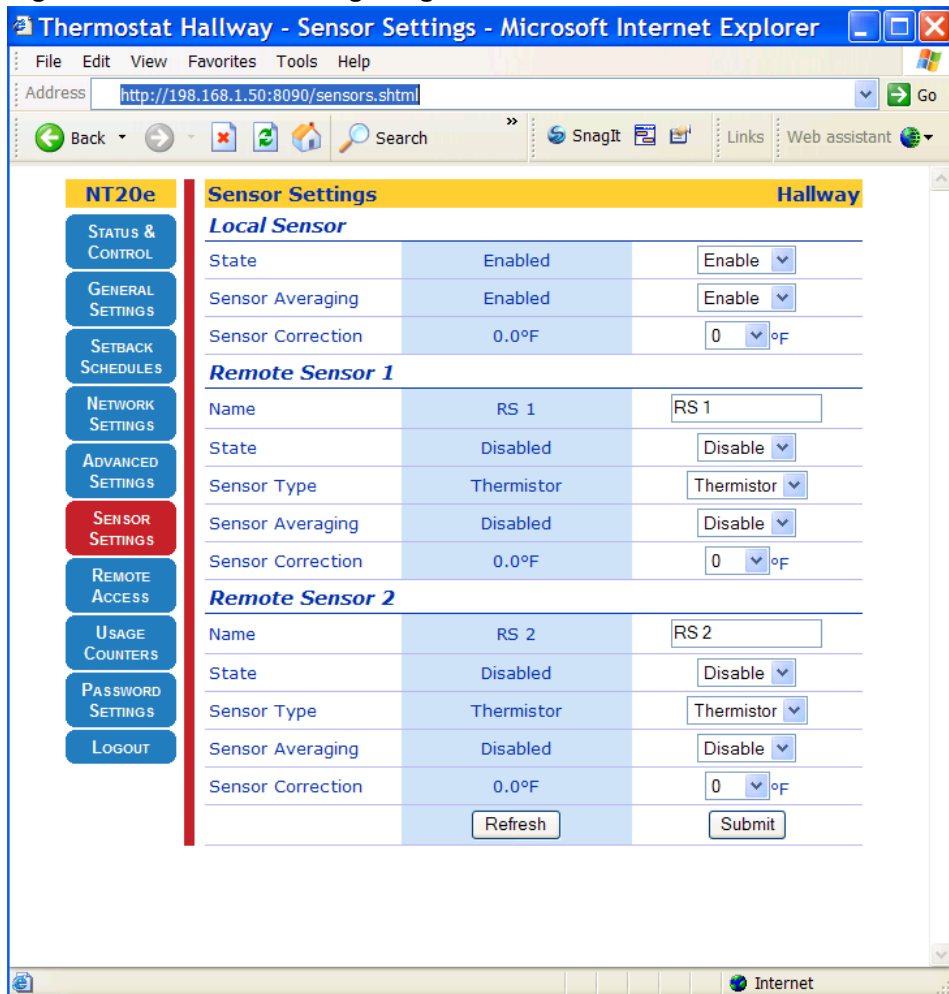 Thermostat Hallway - Sensor Settings - Microsoft Internet Explorer
File Edit View Favorites Tools Help
Address http://198.168.1.50:8090/sensors.shtml Go
Back Search » SnagIt Links Web assistant
NT20e
STATUS & CONTROL
GENERAL SETTINGS
SETBACK SCHEDULES
NETWORK SETTINGS
ADVANCED SETTINGS
SENSOR SETTINGS
REMOTE ACCESS
USAGE COUNTERS
PASSWORD SETTINGS
LOGOUT
Sensor Settings Hallway
Local Sensor
State Enabled Enable
Sensor Averaging Enabled Enable
Sensor Correction 0.0°F 0 °F
Remote Sensor 1
Name RS 1 RS 1
State Disabled Disable
Sensor Type Thermistor Thermistor
Sensor Averaging Disabled Disable
Sensor Correction 0.0°F 0 °F
Remote Sensor 2
Name RS 2 RS 2
State Disabled Disable
Sensor Type Thermistor Thermistor
Sensor Averaging Disabled Disable
Sensor Correction 0.0°F 0 °F
Refresh Submit
Internet